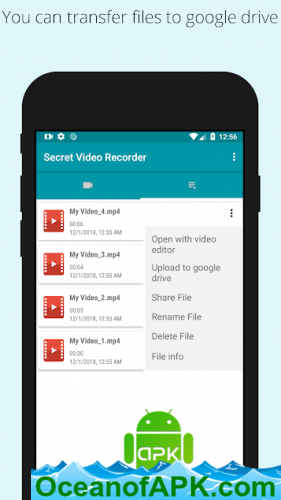 You can transfer files to google drive
12:56
Secret Video Recorder
My Video_4.mp4
00:06
12/1/2018, 12:55 AM
My Video_3.mp4
00:04
12/1/2018, 12:55 AM
My Video_2.mp4
00:05
12/1/2018, 12:55 AM
My Video_1.mp4
00:30
12/1/2018, 12:55 AM
Open with video
editor
Upload to google
drive
Share File
Rename File
Delete File
File info
APK
OceanofAPK.com